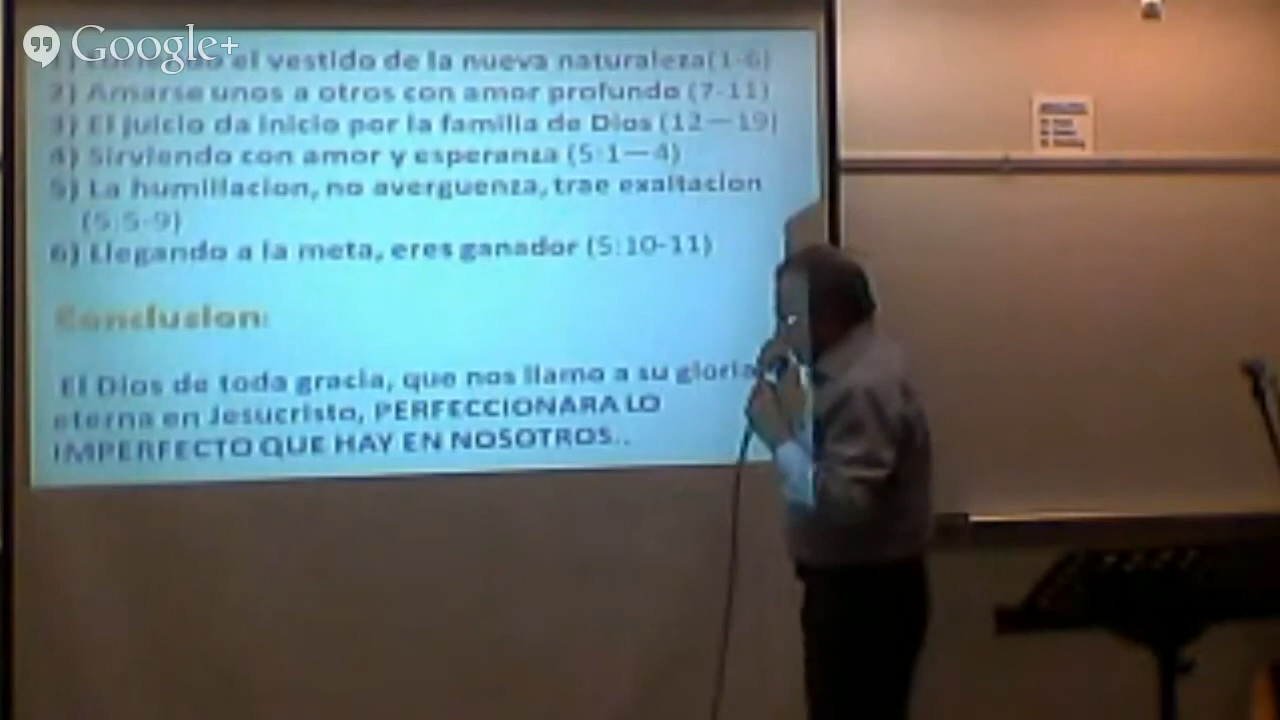 Google+
el vestido de la nueva naturaleza(1-6)
2) Amarse unos a otros con amor profundo (7-11)
3) El juicio da inicio por la familia de Dios (12—19)
4) Sirviendo con amor y esperanza (5:1—4)
5) La humillacion, no averguenza, trae exaltacion
(5:5-9)
6) Llegando a la meta, eres ganador (5:10-11)
Conclusion:
El Dios de toda gracia, que nos llamo a su gloria
eterna en Jesucristo, PERFECCIONARA LO
IMPERFECTO QUE HAY EN NOSOTROS..